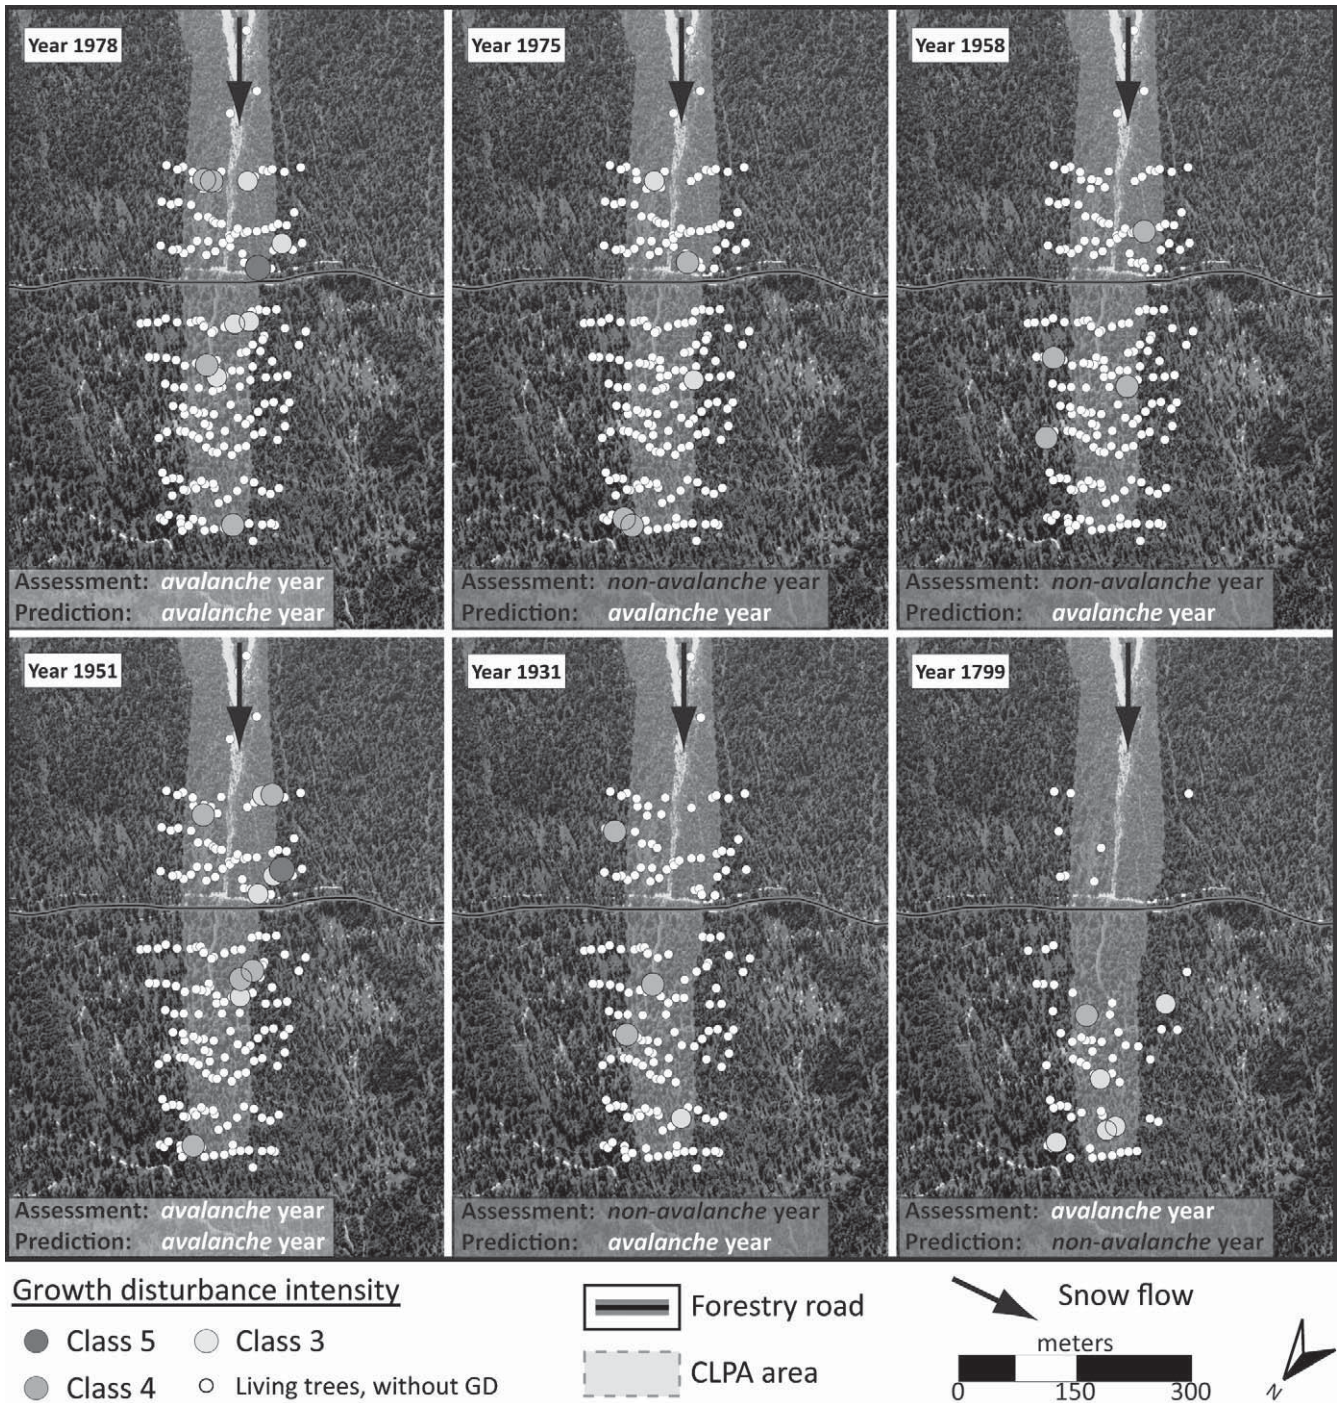 Year 1978
Year 1975
Year 1958
Assessment: avalanche year
Prediction: avalanche year
Assessment: non-avalanche year
Prediction: avalanche year
Assessment: non-avalanche year
Prediction: avalanche year
Year 1951
Year 1931
Year 1799
Assessment: avalanche year
Prediction: avalanche year
Assessment: non-avalanche year
Prediction: avalanche year
Assessment: avalanche year
Prediction: non-avalanche year
Growth disturbance intensity
Class 5
Class 3
Class 4
Living trees, without GD
Forestry road
CLPA area
Snow flow
meters
0 150 300
N